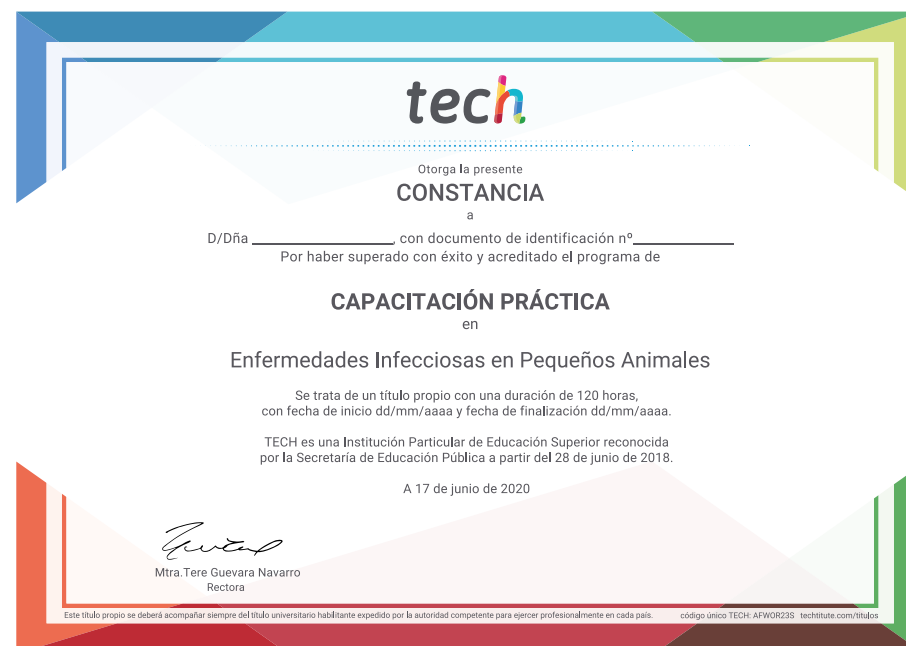 tech
Otorga la presente
CONSTANCIA
a
D/Dña ____________________, con documento de identificación nº______________
Por haber superado con éxito y acreditado el programa de
CAPACITACIÓN PRÁCTICA
en
Enfermedades Infecciosas en Pequeños Animales
Se trata de un título propio con una duración de 120 horas,
con fecha de inicio dd/mm/aaaa y fecha de finalización dd/mm/aaaa.
TECH es una Institución Particular de Educación Superior reconocida
por la Secretaría de Educación Pública a partir del 28 de junio de 2018.
A 17 de junio de 2020
Mtra.Tere Guevara Navarro
Rectora
Este título propio se deberá acompañar siempre del título universitario habilitante expedido por la autoridad competente para ejercer profesionalmente en cada país. código único TECH: AFWOR23S techtitute.com/titulos